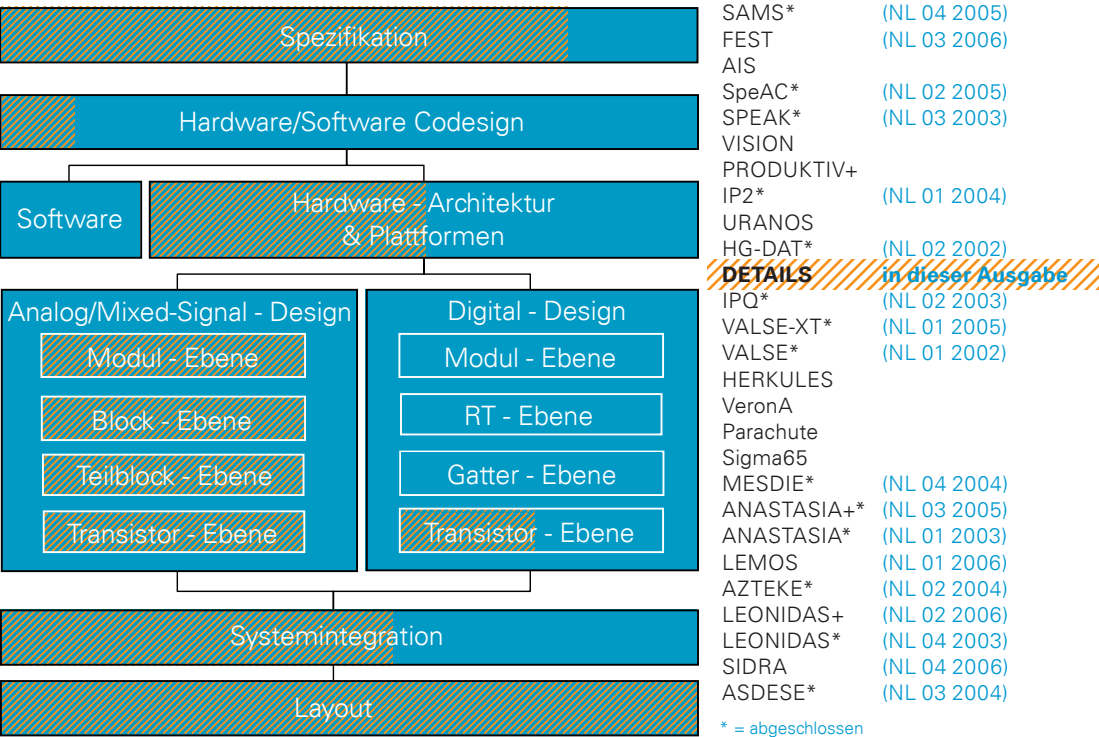 Spezifikation
Hardware/Software Codesign
Software
Hardware - Architektur
& Plattformen
Analog/Mixed-Signal - Design
Modul - Ebene
Block - Ebene
Teilblock - Ebene
Transistor - Ebene
Digital - Design
Modul - Ebene
RT - Ebene
Gatter - Ebene
Transistor - Ebene
Systemintegration
Layout
SAMS* (NL 04 2005)
FEST (NL 03 2006)
AIS
SpeAC* (NL 02 2005)
SPEAK* (NL 03 2003)
VISION
PRODUKTIV+
IP2* (NL 01 2004)
URANOS
HG-DAT* (NL 02 2002)
DETAILS in dieser Ausgabe
IPQ* (NL 02 2003)
VALSE-XT* (NL 01 2005)
VALSE* (NL 01 2002)
HERKULES
VeronA
Parachute
Sigma65
MESDIE* (NL 04 2004)
ANASTASIA+* (NL 03 2005)
ANASTASIA* (NL 01 2003)
LEMOS (NL 01 2006)
AZTEKE* (NL 02 2004)
LEONIDAS+ (NL 02 2006)
LEONIDAS* (NL 04 2003)
SIDRA (NL 04 2006)
ASDESE* (NL 03 2004)
* = abgeschlossen